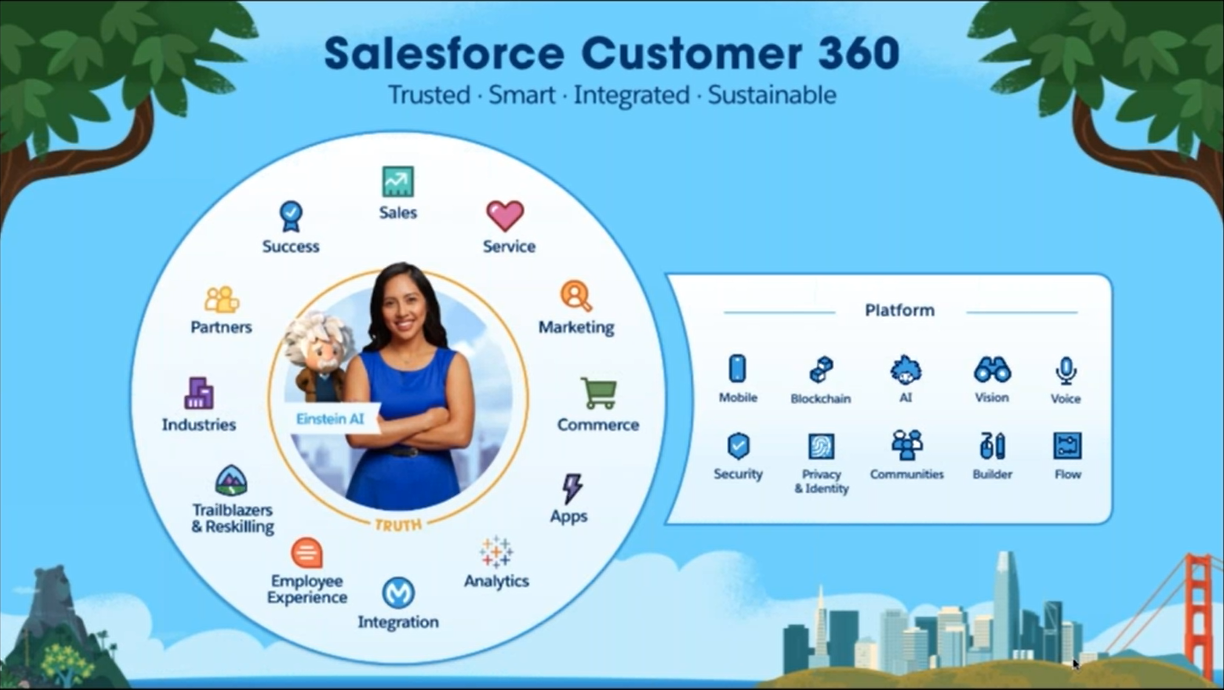 Salesforce Customer 360
Trusted · Smart · Integrated · Sustainable
Sales
Service
Marketing
Commerce
Apps
Analytics
Integration
Employee
Experience
Trailblazers
& Reskilling
Industries
Partners
Success
Einstein AI
TRUTH
Platform
Mobile
Blockchain
AI
Vision
Voice
Security
Privacy
& Identity
Communities
Builder
Flow